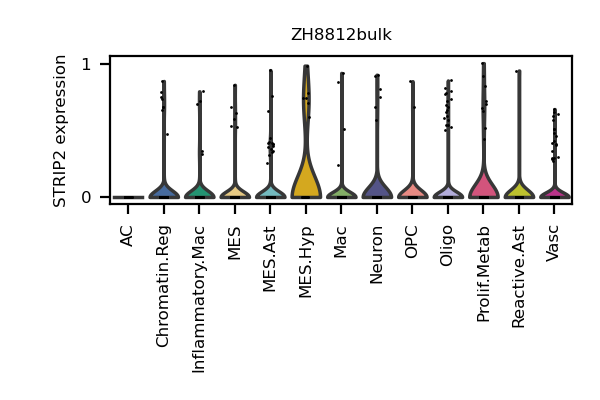 ZH8812bulk
STRIP2 expression
1
0
AC
Chromatin.Reg
Inflammatory.Mac
MES
MES.Ast
MES.Hyp
Mac
Neuron
OPC
Oligo
Prolif.Metab
Reactive.Ast
Vasc